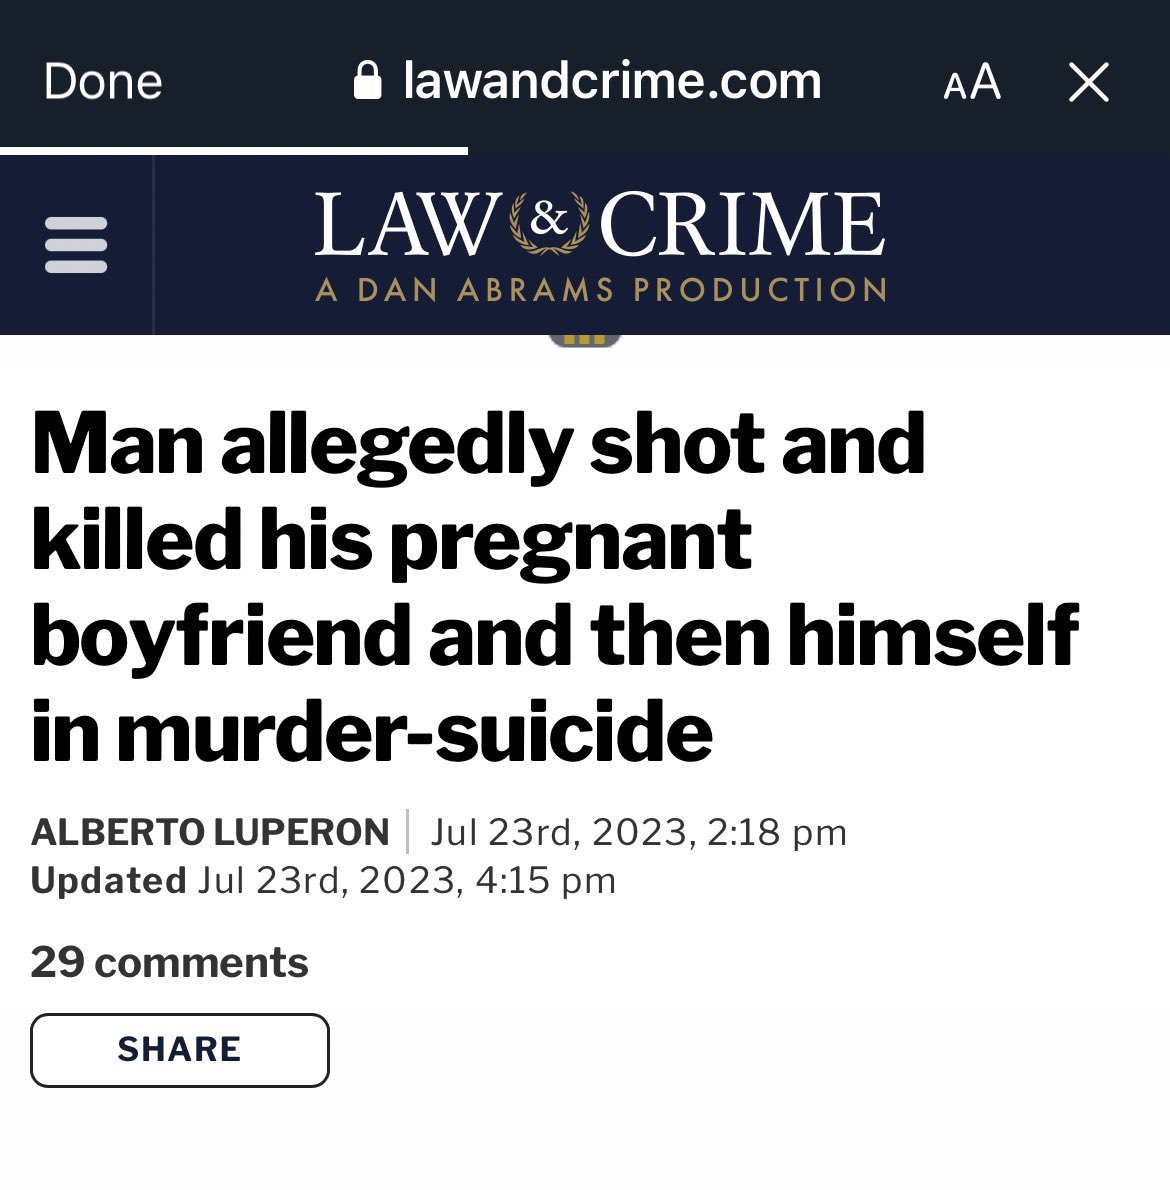 Done lawandcrime.com AA
LAW & CRIME
A DAN ABRAMS PRODUCTION
Man allegedly shot and
killed his pregnant
boyfriend and then himself
in murder-suicide
ALBERTO LUPERON | Jul 23rd, 2023, 2:18 pm
Updated Jul 23rd, 2023, 4:15 pm
29 comments
SHARE